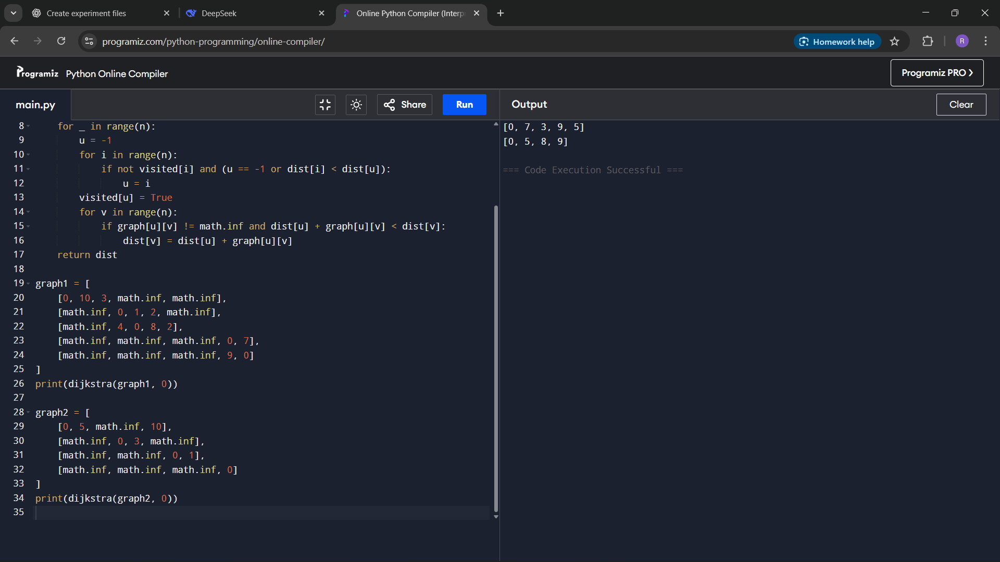 Create experiment files
DeepSeek
Online Python Compiler (Interp
programiz.com/python-programming/online-compiler/
Homework help
R
Programiz Python Online Compiler
Programiz PRO
main.py
Share
Run
Output
Clear
8 for _ in range(n):
9 u = -1
10 for i in range(n):
11 if not visited[i] and (u == -1 or dist[i] < dist[u]):
12 u = i
13 visited[u] = True
14 for v in range(n):
15 if graph[u][v] != math.inf and dist[u] + graph[u][v] < dist[v]:
16 dist[v] = dist[u] + graph[u][v]
17 return dist
18
19 graph1 = [
20 [0, 10, 3, math.inf, math.inf],
21 [math.inf, 0, 1, 2, math.inf],
22 [math.inf, 4, 0, 8, 2],
23 [math.inf, math.inf, math.inf, 0, 7],
24 [math.inf, math.inf, math.inf, 9, 0]
25 ]
26 print(dijkstra(graph1, 0))
27
28 graph2 = [
29 [0, 5, math.inf, 10],
30 [math.inf, 0, 3, math.inf],
31 [math.inf, math.inf, 0, 1],
32 [math.inf, math.inf, math.inf, 0]
33 ]
34 print(dijkstra(graph2, 0))
35
[0, 7, 3, 9, 5]
[0, 5, 8, 9]
=== Code Execution Successful ===